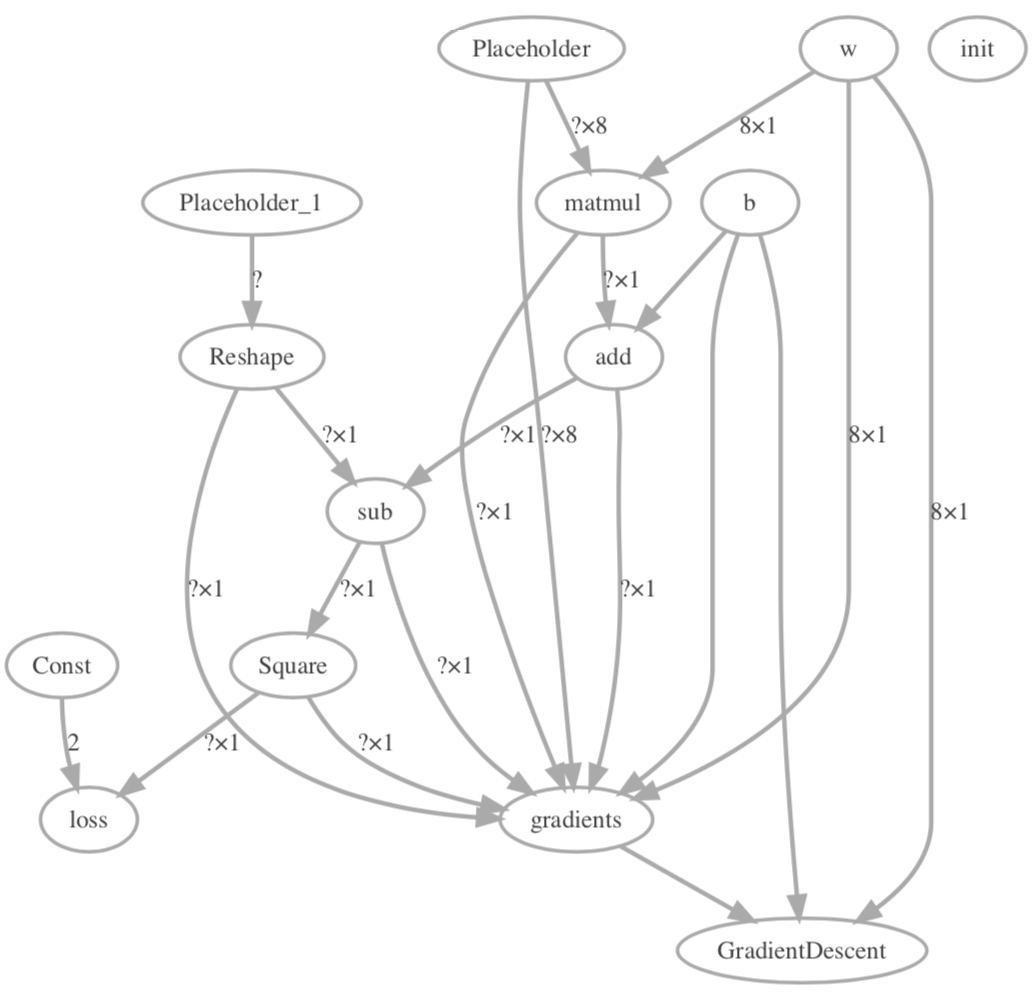 Placeholder
w
init
?×8
8×1
Placeholder_1
matmul
b
?
?×1
Reshape
add
?×1
?×1
?×8
8×1
sub
?×1
8×1
?×1
?×1
?×1
Const
Square
?×1
2
?×1
?×1
loss
gradients
GradientDescent